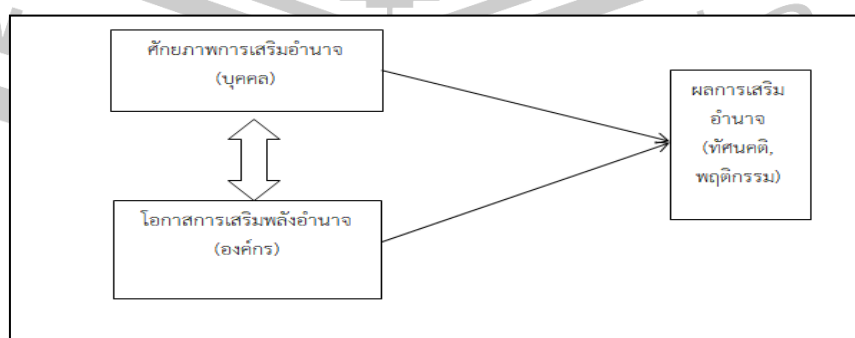 ศักยภาพการเสริมอำนาจ
(บุคคล)
โอกาสการเสริมพลังอำนาจ
(องค์กร)
ผลการเสริม
อำนาจ
(ทัศนคติ,
พฤติกรรม)